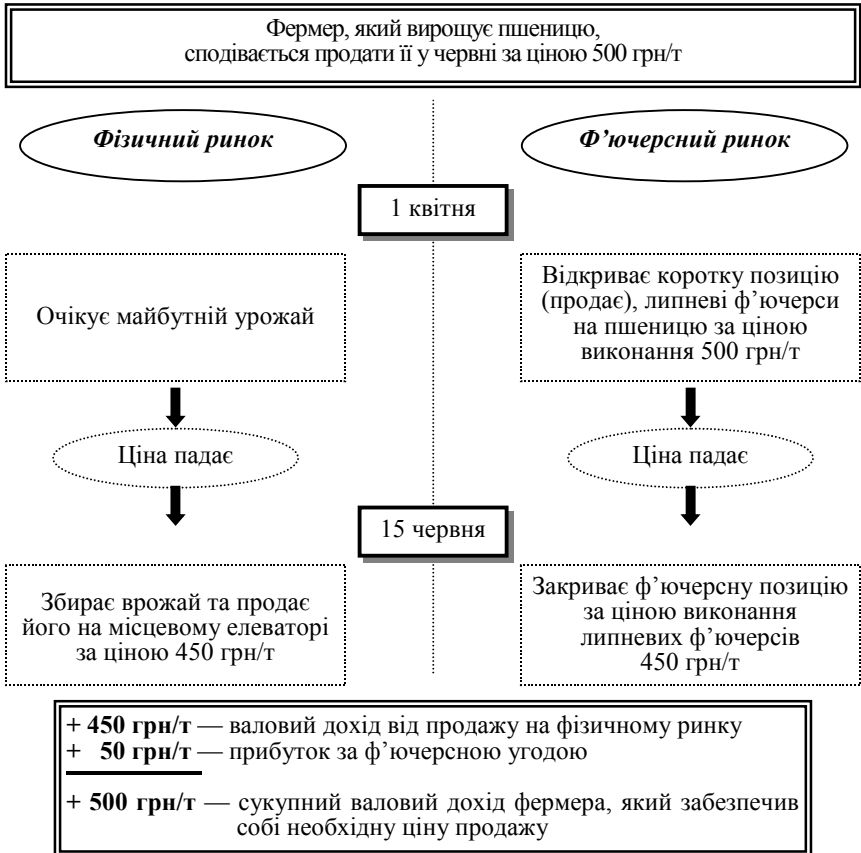 Фермер, який вирощує пшеницю,
сподівається продати її у червні за ціною 500 грн/т
Фізичний ринок
Ф’ючерсний ринок
1 квітня
Очікує майбутній урожай
Відкриває коротку позицію
(продає), липневі ф’ючерси
на пшеницю за ціною
виконання 500 грн/т
Ціна падає
Ціна падає
15 червня
Збирає врожай та продає
його на місцевому елеваторі
за ціною 450 грн/т
Закриває ф’ючерсну позицію
за ціною виконання
липневих ф’ючерсів
450 грн/т
+ 450 грн/т — валовий дохід від продажу на фізичному ринку
+ 50 грн/т — прибуток за ф’ючерсною угодою
+ 500 грн/т — сукупний валовий дохід фермера, який забезпечив
собі необхідну ціну продажу